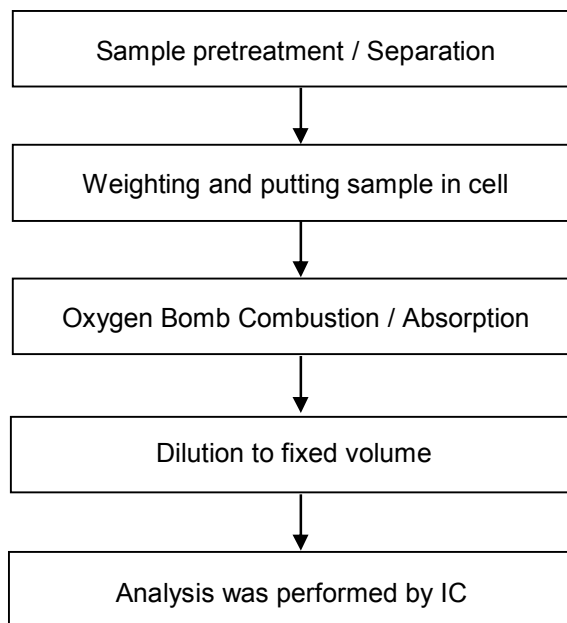 Sample pretreatment / Separation
Weighting and putting sample in cell
Oxygen Bomb Combustion / Absorption
Dilution to fixed volume
Analysis was performed by IC